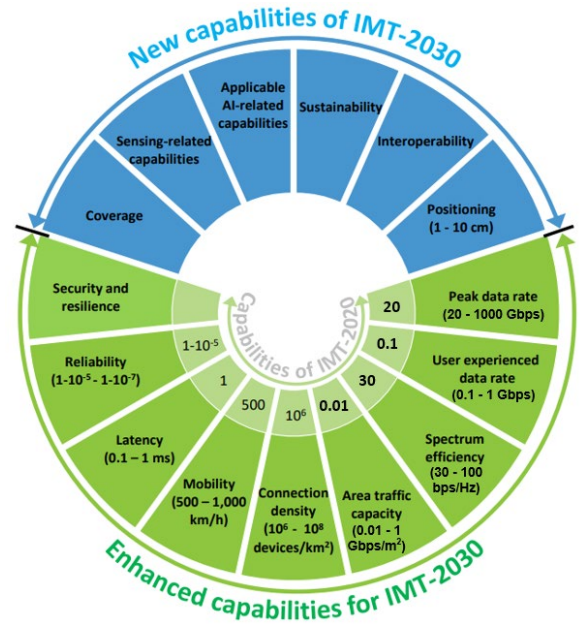 New capabilities of IMT-2030
Coverage
Sensing-related
capabilities
Applicable
AI-related
capabilities
Sustainability
Interoperability
Positioning
(1 - 10 cm)
Security and
resilience
Reliability
(1-10⁻⁵ - 1-10⁻⁷)
Latency
(0.1 – 1 ms)
Mobility
(500 – 1,000
km/h)
Connection
density
(10⁶ - 10⁸
devices/km²)
Area traffic
capacity
(0.01 - 1
Gbps/m²)
Spectrum
efficiency
(30 - 100
bps/Hz)
User experienced
data rate
(0.1 - 1 Gbps)
Peak data rate
(20 - 1000 Gbps)
1-10⁻⁵
1
500
10⁶
0.01
30
0.1
20
Capabilities of IMT-2020
Enhanced capabilities for IMT-2030